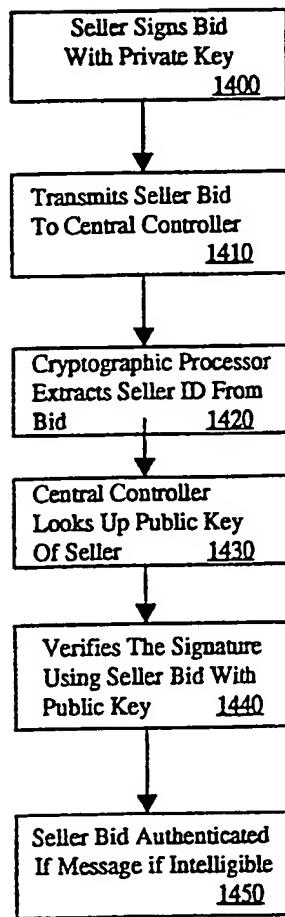 Seller Signs Bid
With Private Key
1400
Transmits Seller Bid
To Central Controller
1410
Cryptographic Processor
Extracts Seller ID From
Bid 1420
Central Controller
Looks Up Public Key
Of Seller 1430
Verifies The Signature
Using Seller Bid With
Public Key 1440
Seller Bid Authenticated
If Message if Intelligible
1450